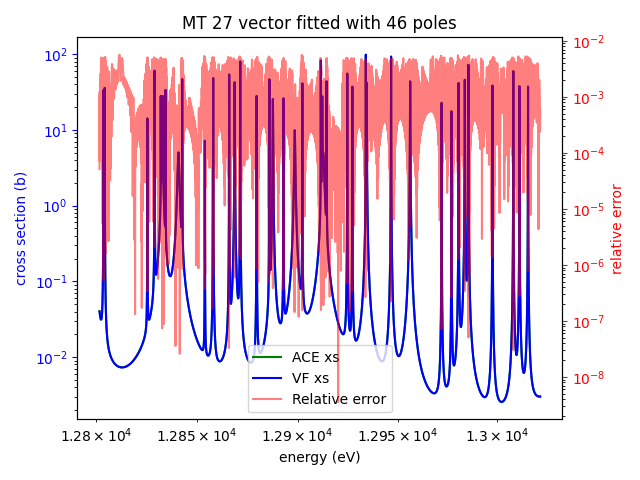 MT 27 vector fitted with 46 poles
10²
10¹
10⁰
10⁻¹
10⁻²
cross section (b)
10⁻²
10⁻³
10⁻⁴
10⁻⁵
10⁻⁶
10⁻⁷
10⁻⁸
relative error
ACE xs
VF xs
Relative error
1.28 × 10⁴ 1.285 × 10⁴ 1.29 × 10⁴ 1.295 × 10⁴ 1.3 × 10⁴
energy (eV)